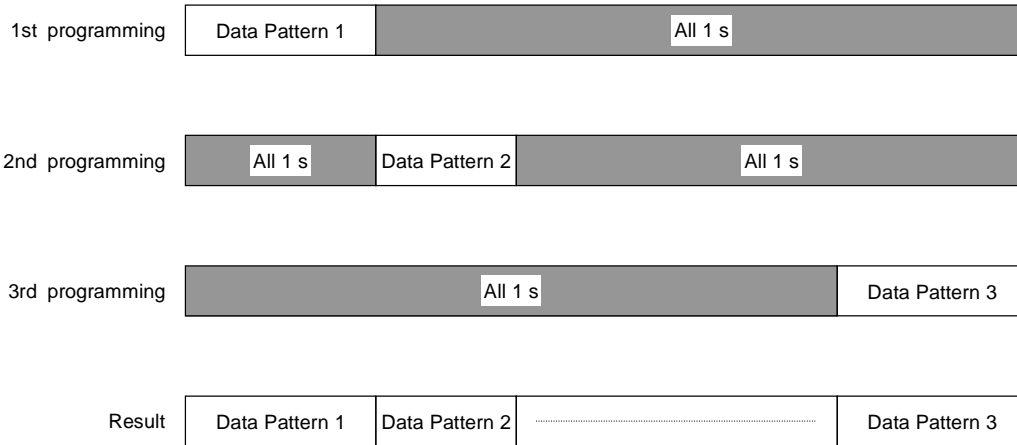 1st programming
Data Pattern 1
All 1 s
2nd programming
All 1 s
Data Pattern 2
All 1 s
3rd programming
All 1 s
Data Pattern 3
Result
Data Pattern 1
Data Pattern 2
Data Pattern 3